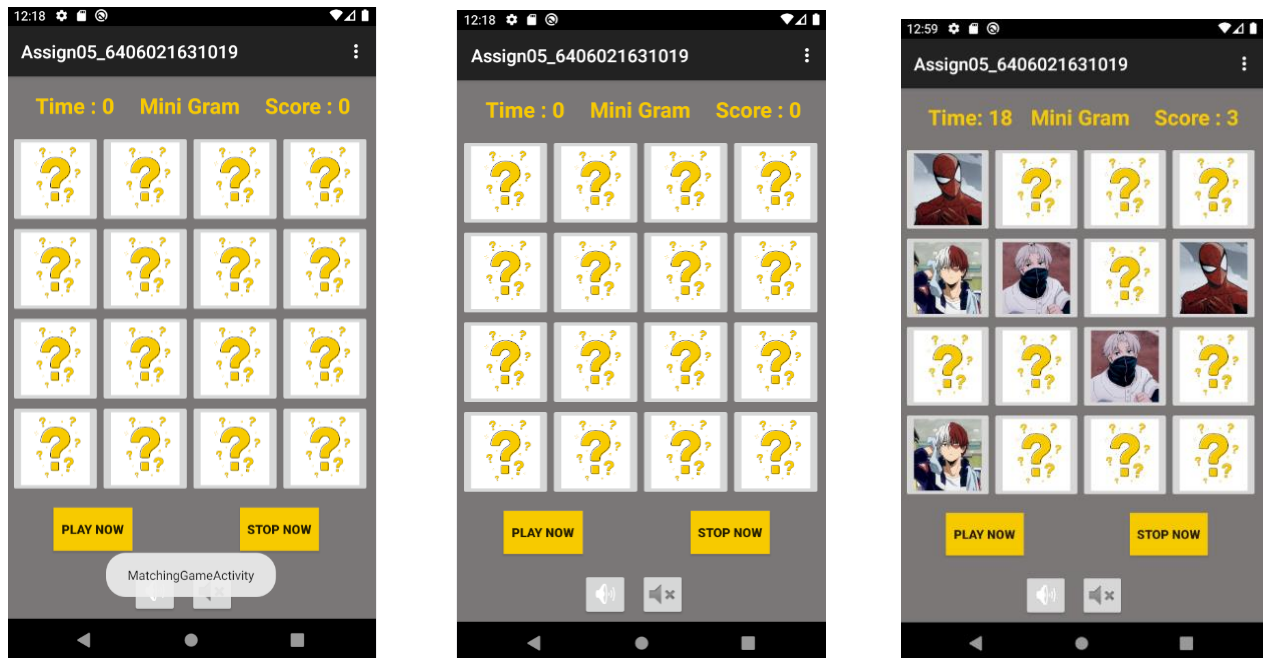 12:18
Assign05_6406021631019
Time : 0 Mini Gram Score : 0
PLAY NOW STOP NOW
MatchingGameActivity
12:18
Assign05_6406021631019
Time : 0 Mini Gram Score : 0
PLAY NOW STOP NOW
12:59
Assign05_6406021631019
Time: 18 Mini Gram Score : 3
PLAY NOW STOP NOW